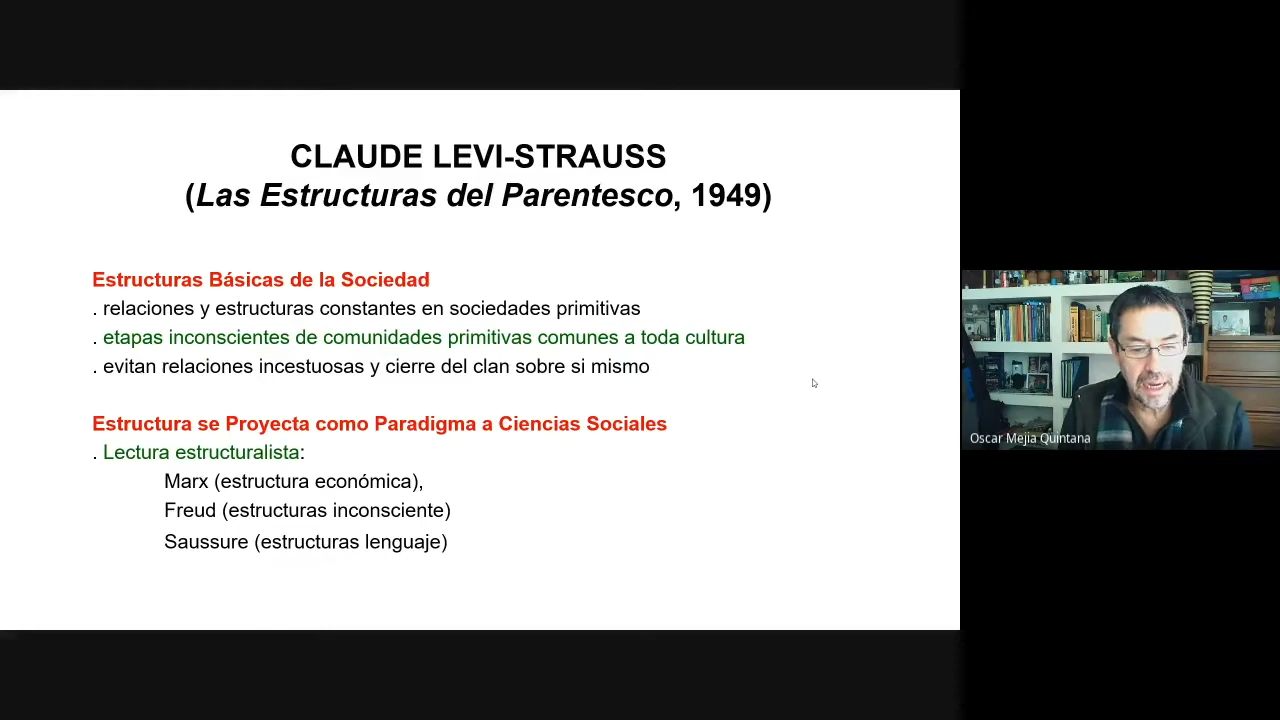 CLAUDE LEVI-STRAUSS
(Las Estructuras del Parentesco, 1949)
Estructuras Básicas de la Sociedad
. relaciones y estructuras constantes en sociedades primitivas
. etapas inconscientes de comunidades primitivas comunes a toda cultura
. evitan relaciones incestuosas y cierre del clan sobre si mismo
Estructura se Proyecta como Paradigma a Ciencias Sociales
. Lectura estructuralista:
Marx (estructura económica),
Freud (estructuras inconsciente)
Saussure (estructuras lenguaje)
Oscar Mejia Quintana